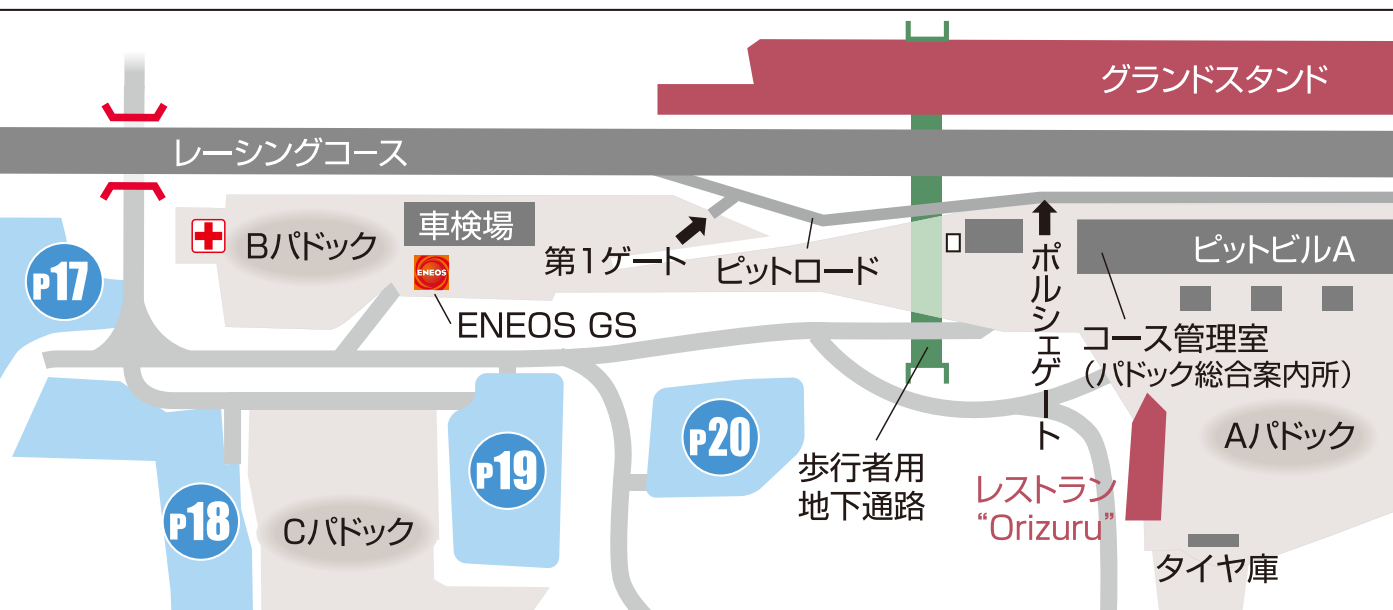 グランドスタンド
レーシングコース
Bパドック
車検場
ENEOS
第1ゲート
ピットロード
ポルシェゲート
ピットビルA
P17
ENEOS GS
コース管理室
（パドック総合案内所）
P20
Aパドック
P19
歩行者用
地下通路
レストラン
“Orizuru”
P18
Cパドック
タイヤ庫